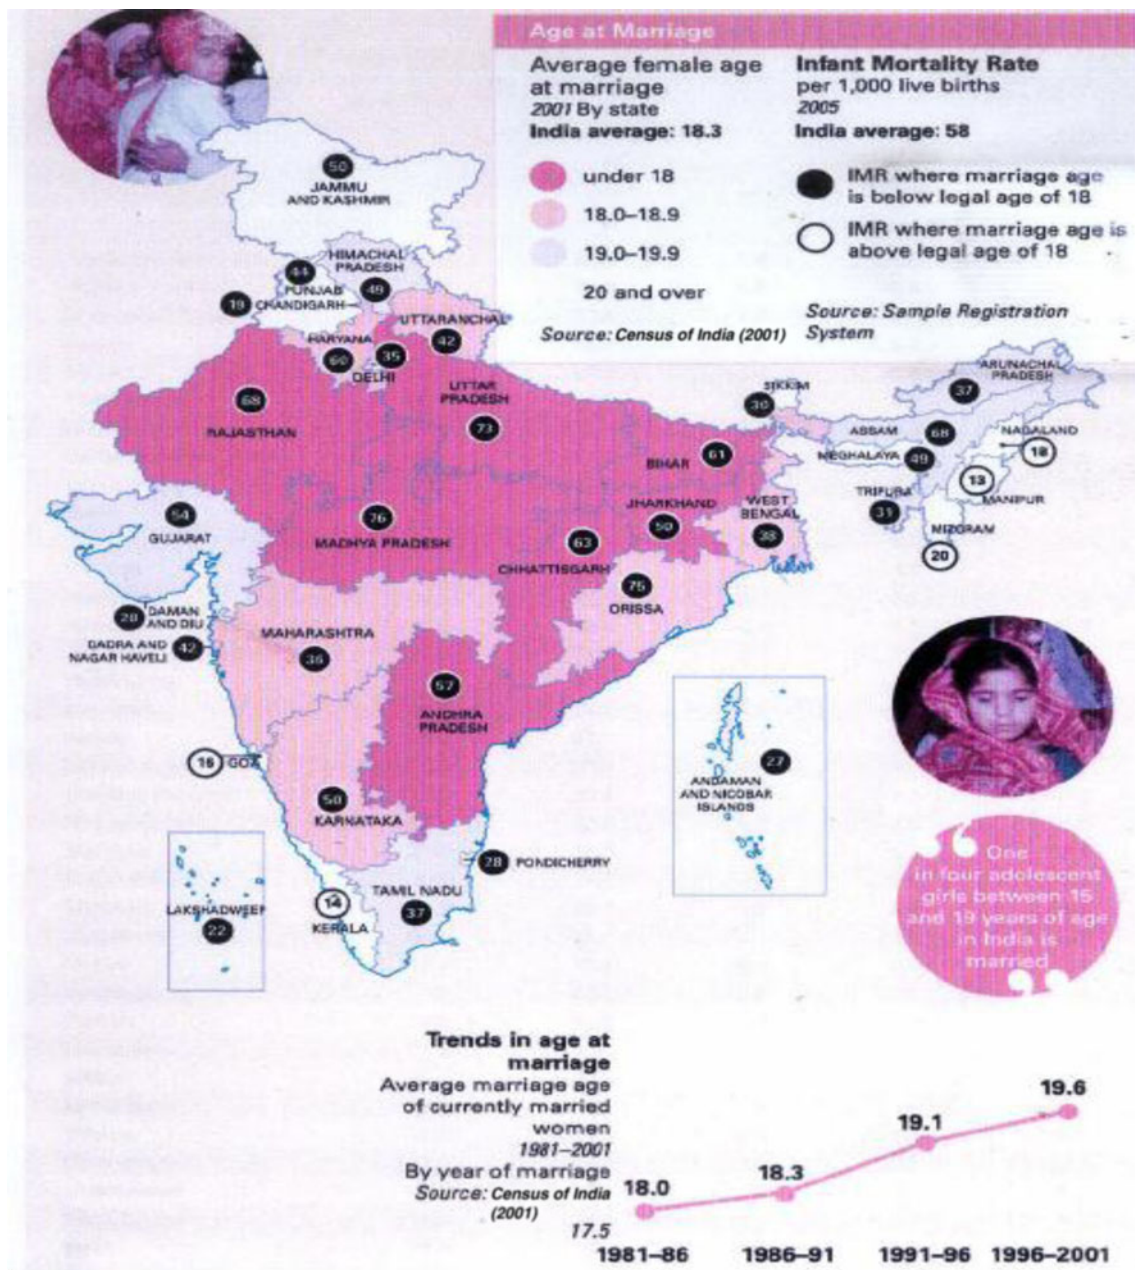 Age at Marriage
Average female age
at marriage
2001 By state
India average: 18.3
under 18
18.0–18.9
19.0–19.9
20 and over
Source: Census of India (2001)
Infant Mortality Rate
per 1,000 live births
2005
India average: 58
IMR where marriage age
is below legal age of 18
IMR where marriage age is
above legal age of 18
Source: Sample Registration
System
50
JAMMU
AND KASHMIR
HIMACHAL
PRADESH
49
44
PUNJAB
19
CHANDIGARH
UTTARANCHAL
42
HARYANA
60
35
DELHI
68
RAJASTHAN
UTTAR
PRADESH
73
SIKKIM
30
ARUNACHAL
PRADESH
37
ASSAM
68
NAGALAND
18
MEGHALAYA
49
13
MANIPUR
TRIPURA
31
MIZORAM
20
61
BIHAR
JHARKHAND
50
WEST
BENGAL
38
54
GUJARAT
76
MADHYA PRADESH
63
CHHATTISGARH
75
ORISSA
28
DAMAN
AND DIU
DADRA AND
NAGAR HAVELI
42
MAHARASHTRA
36
57
ANDHRA
PRADESH
16
GOA
50
KARNATAKA
27
ANDAMAN
AND NICOBAR
ISLANDS
28
PONDICHERRY
LAKSHADWEEP
22
14
KERALA
TAMIL NADU
37
One
in four adolescent
girls between 15
and 19 years of age
in India is
married
Trends in age at
marriage
Average marriage age
of currently married
women
1981–2001
By year of marriage
Source: Census of India
(2001)
17.5
18.0
18.3
19.1
19.6
1981–86
1986–91
1991–96
1996–2001